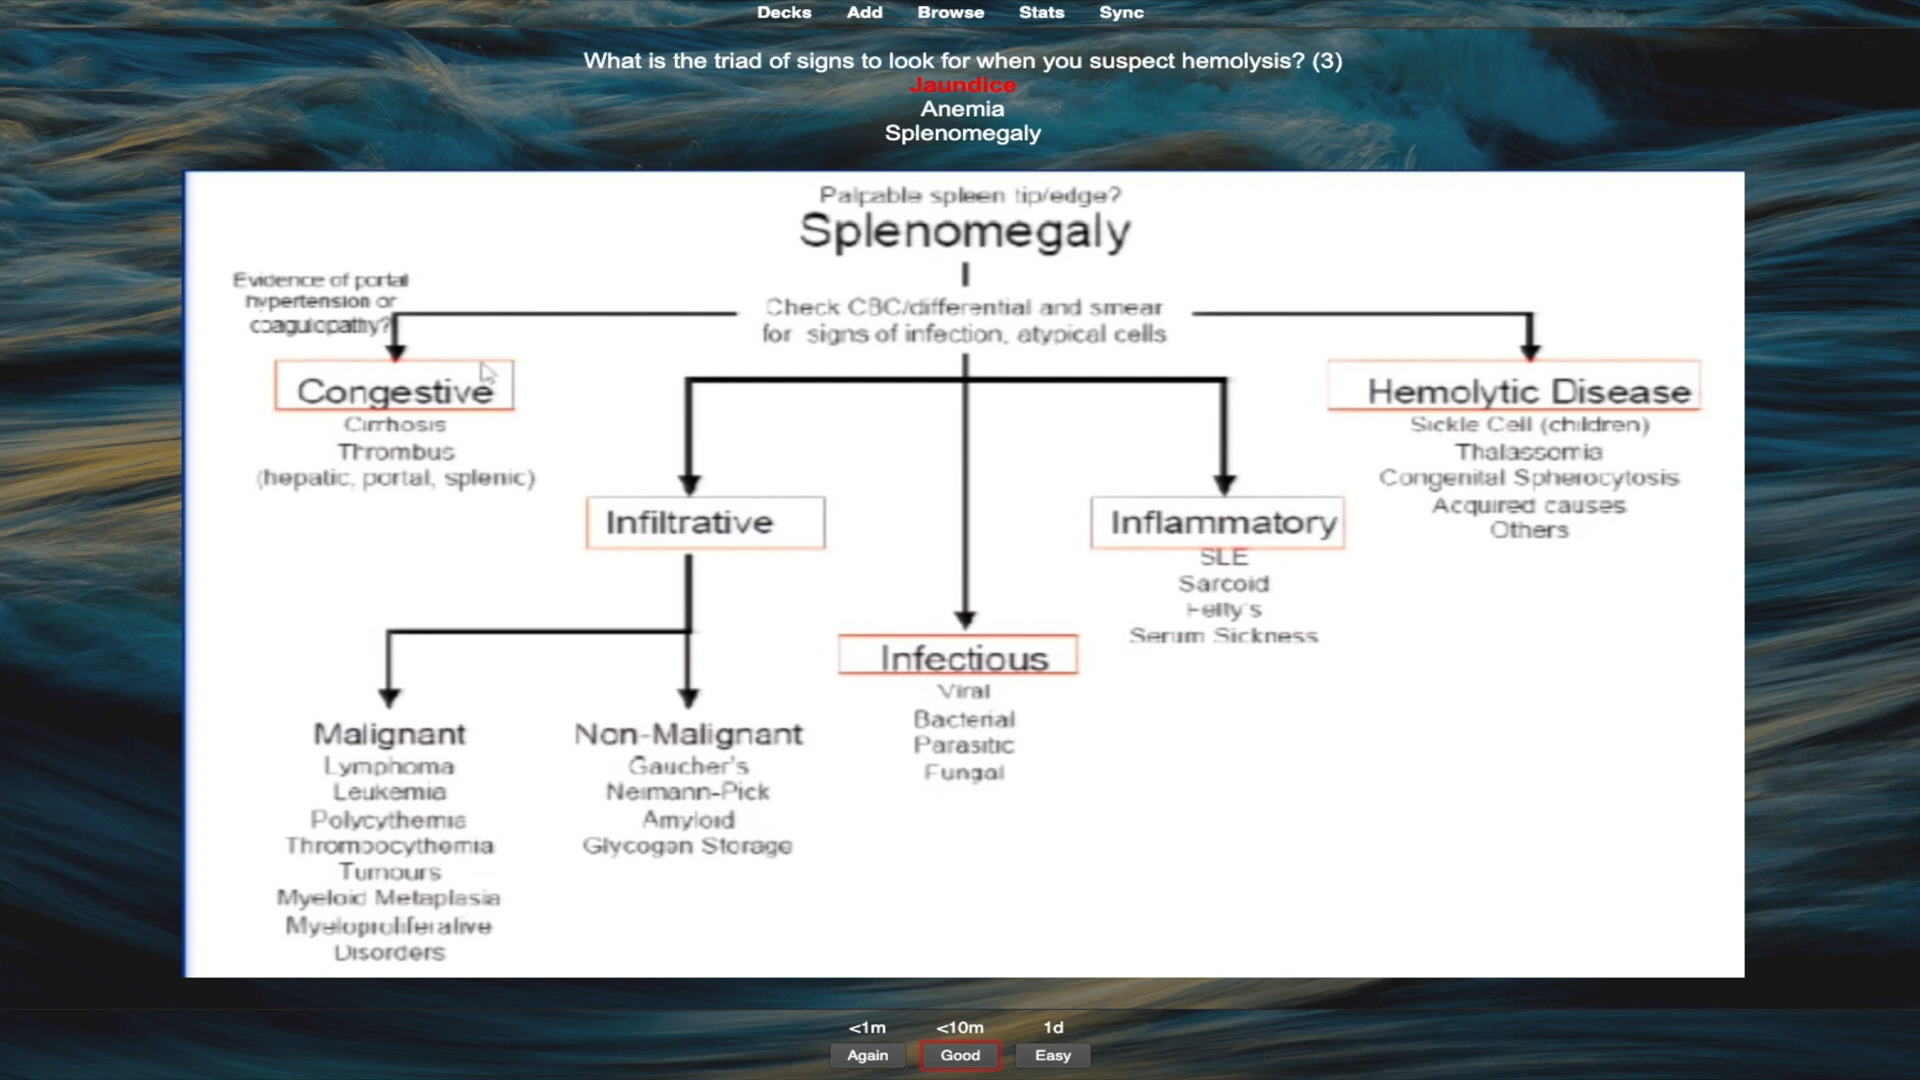 Decks Add Browse Stats Sync
What is the triad of signs to look for when you suspect hemolysis? (3)
Jaundice
Anemia
Splenomegaly
Palpable spleen tip/edge?
Splenomegaly
Evidence of portal
hypertension or
coagulopathy?
Check CBC/differential and smear
for signs of infection, atypical cells
Congestive
Cirrhosis
Thrombus
(hepatic, portal, splenic)
Hemolytic Disease
Sickle Cell (children)
Thalassemia
Congenital Spherocytosis
Acquired causes
Others
Infiltrative
Inflammatory
SLE
Sarcoid
Felty's
Serum Sickness
Infectious
Viral
Bacterial
Parasitic
Fungal
Malignant
Lymphoma
Leukemia
Polycythemia
Thrombocythemia
Tumours
Myeloid Metaplasia
Myeloproliferative
Disorders
Non-Malignant
Gaucher's
Neimann-Pick
Amyloid
Glycogen Storage
<1m <10m 1d
Again Good Easy